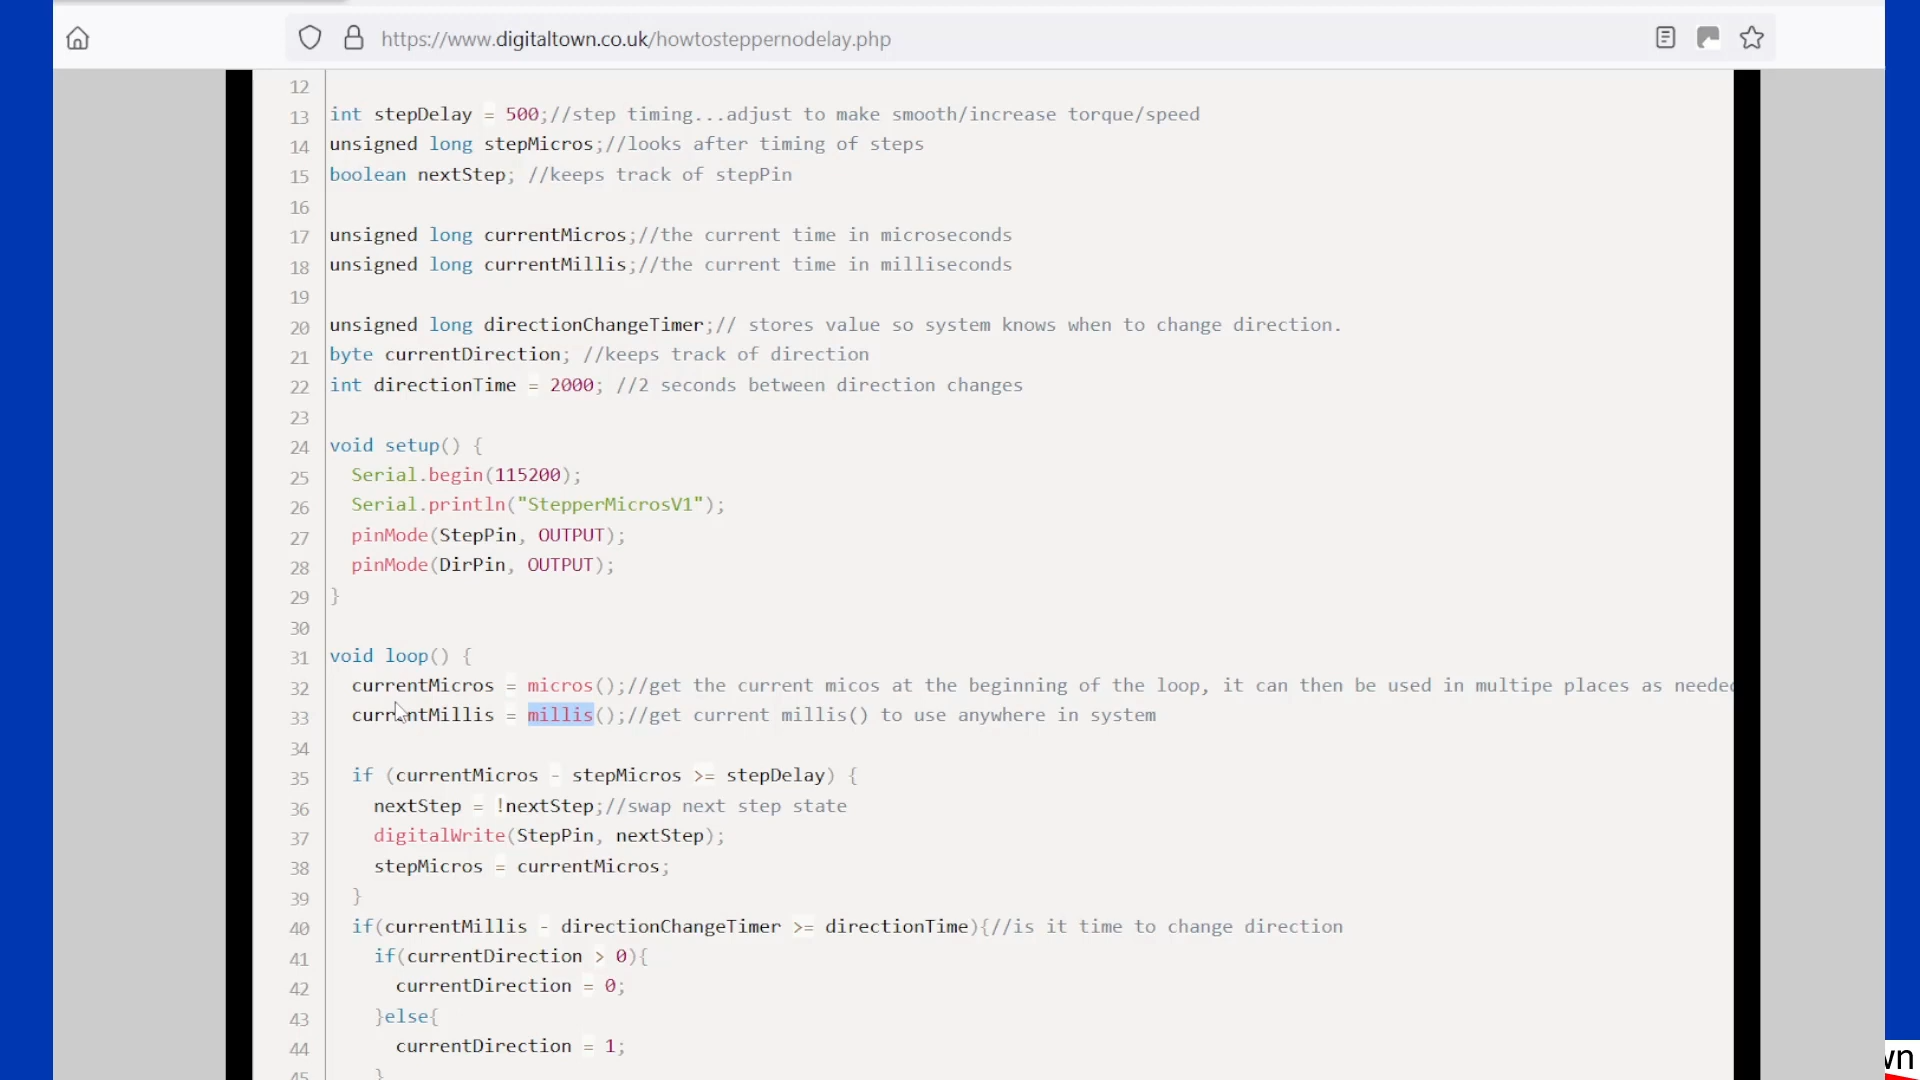 https://www.digitaltown.co.uk/howtosteppernodelay.php
12
13 int stepDelay = 500;//step timing...adjust to make smooth/increase torque/speed
14 unsigned long stepMicros;//looks after timing of steps
15 boolean nextStep; //keeps track of stepPin
16
17 unsigned long currentMicros;//the current time in microseconds
18 unsigned long currentMillis;//the current time in milliseconds
19
20 unsigned long directionChangeTimer;// stores value so system knows when to change direction.
21 byte currentDirection; //keeps track of direction
22 int directionTime = 2000; //2 seconds between direction changes
23
24 void setup() {
25 Serial.begin(115200);
26 Serial.println("StepperMicrosV1");
27 pinMode(StepPin, OUTPUT);
28 pinMode(DirPin, OUTPUT);
29 }
30
31 void loop() {
32 currentMicros = micros();//get the current micos at the beginning of the loop, it can then be used in multipe places as needed
33 currentMillis = millis();//get current millis() to use anywhere in system
34
35 if (currentMicros - stepMicros >= stepDelay) {
36 nextStep = !nextStep;//swap next step state
37 digitalWrite(StepPin, nextStep);
38 stepMicros = currentMicros;
39 }
40 if(currentMillis - directionChangeTimer >= directionTime){//is it time to change direction
41 if(currentDirection > 0){
42 currentDirection = 0;
43 }else{
44 currentDirection = 1;
45 }
wn